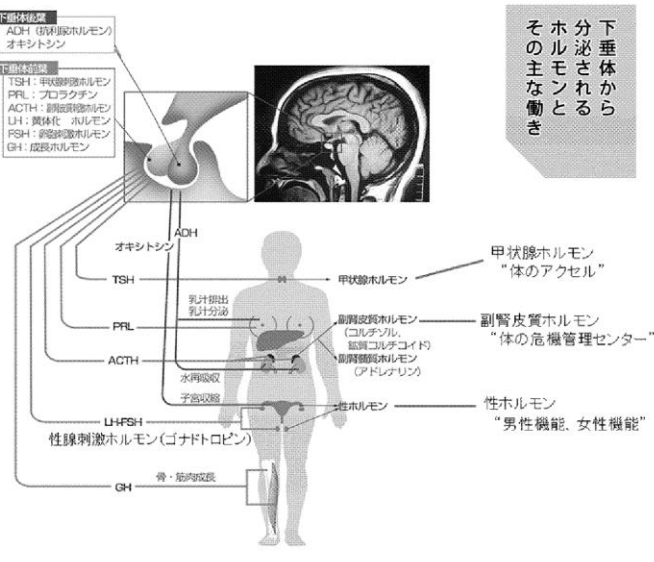 下垂体から
分泌される
ホルモンと
その主な働き
下垂体後葉
ADH（抗利尿ホルモン）
オキシトシン
下垂体前葉
TSH：甲状腺刺激ホルモン
PRL：プロラクチン
ACTH：副腎皮質刺激ホルモン
LH：黄体化　ホルモン
FSH：卵胞刺激ホルモン
GH：成長ホルモン
ADH
オキシトシン
TSH
甲状腺ホルモン
甲状腺ホルモン
“体のアクセル”
乳汁排出
乳汁分泌
PRL
副腎皮質ホルモン
（コルチゾル、
鉱質コルチコイド）
副腎皮質ホルモン
“体の危機管理センター”
ACTH
副腎髄質ホルモン
（アドレナリン）
水再吸収
子宮収縮
性ホルモン
性ホルモン
“男性機能、女性機能”
LH・FSH
性腺刺激ホルモン（ゴナドトロピン）
骨・筋肉成長
GH